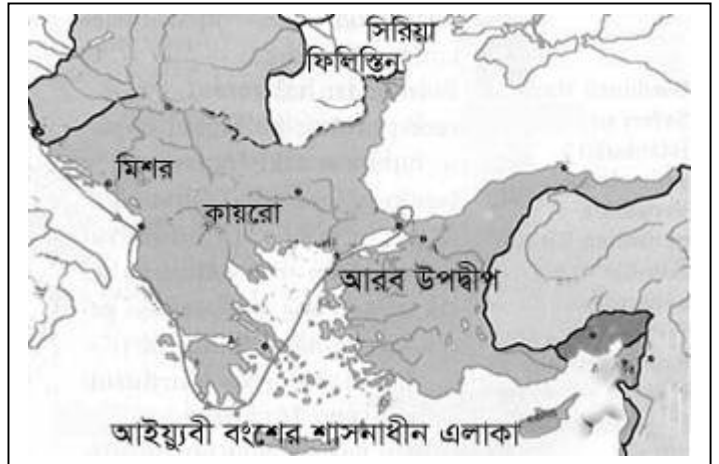 সিরিয়া
ফিলিস্তিন
মিশর
কায়রো
আরব উপদ্বীপ
আইয়্যুবী বংশের শাসনাধীন এলাকা